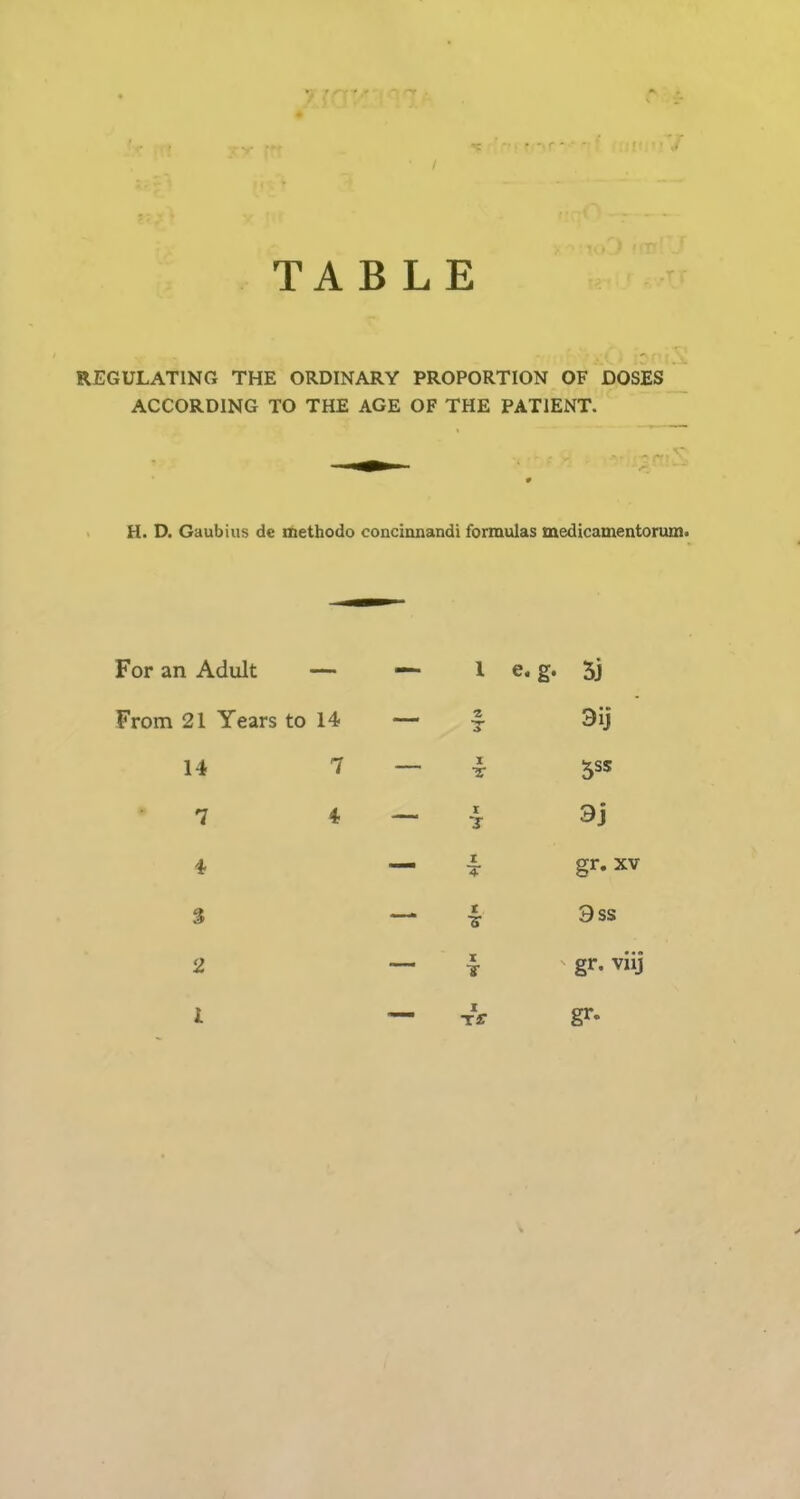 TABLE
REGULATING THE ORDINARY PROPORTION OF DOSES
ACCORDING TO THE AGE OF THE PATIENT.
H. D. Gaubius de methodo concinnandi formulas medicamentorum.
For an Adult — — 1 e. g. ʒj
From 21 Years to 14 — 2/3 ℈ij
14 7 — 1/2 ʒss
7 4 — 1/3 ℈j
4 — 1/4 gr. xv
3 — 1/6 ℈ss
2 — 1/8 gr. viij
1 — 1/12 gr.